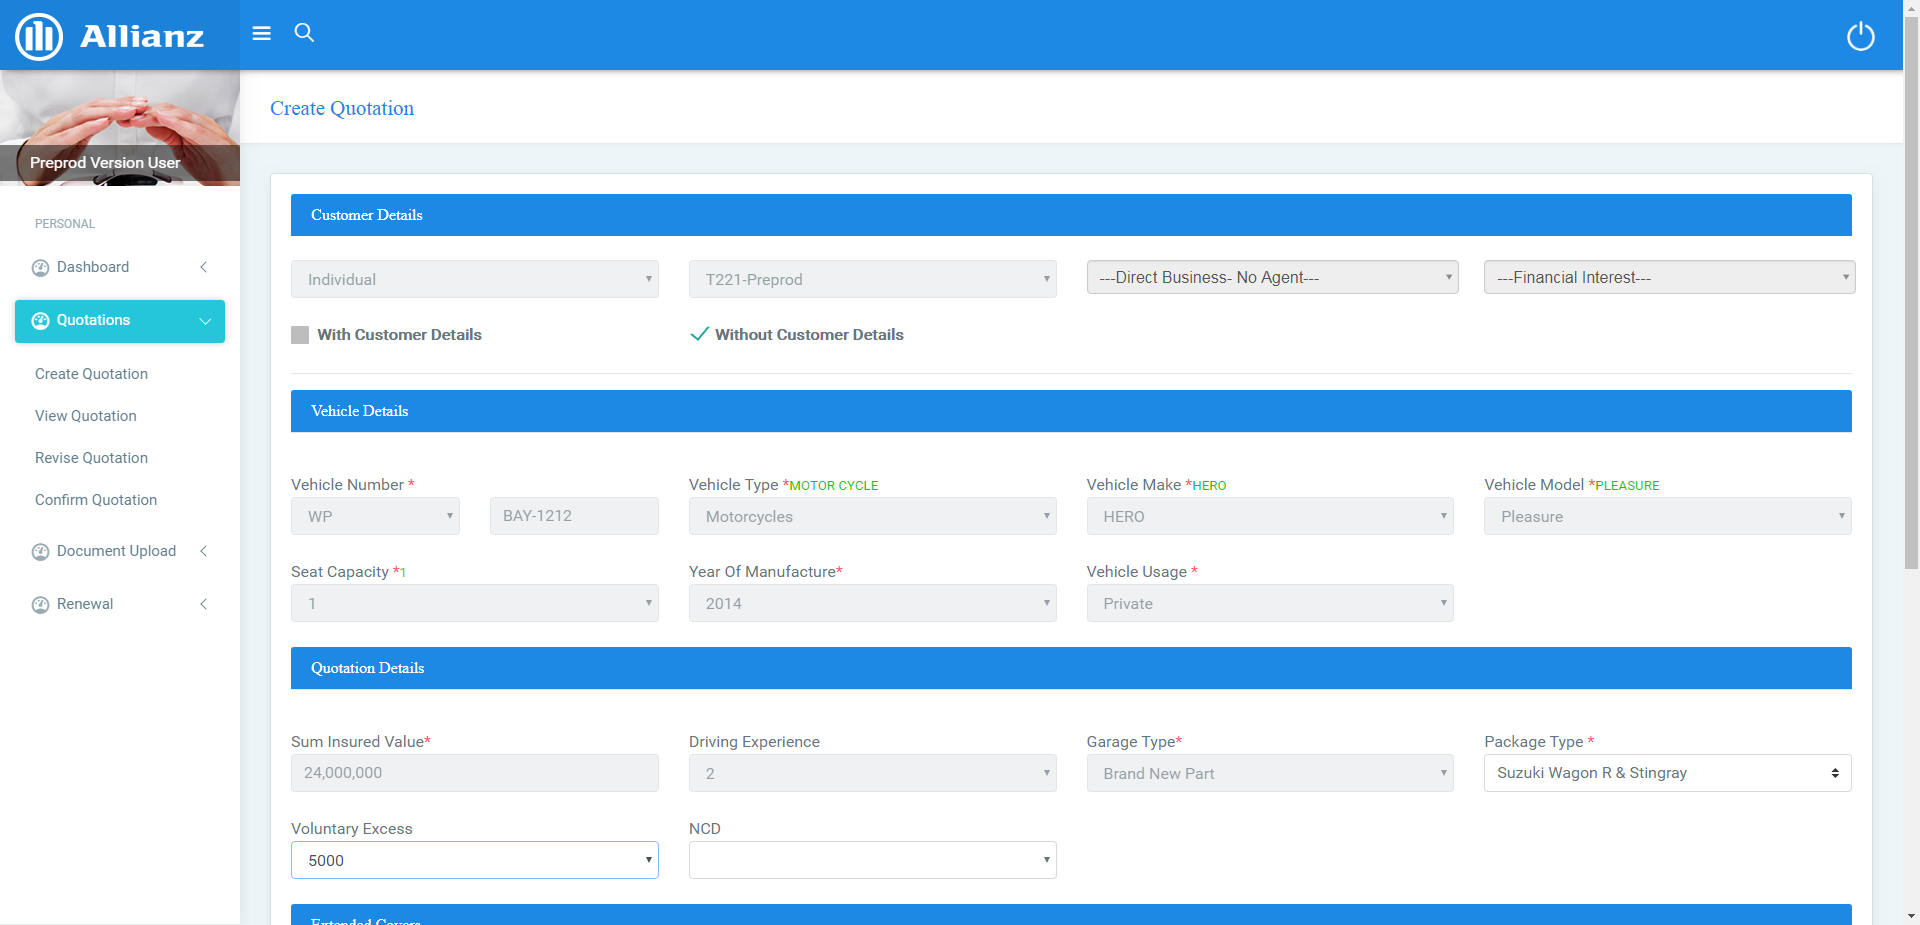 Allianz
Create Quotation
Preprod Version User
PERSONAL
Dashboard
Quotations
Create Quotation
View Quotation
Revise Quotation
Confirm Quotation
Document Upload
Renewal
Customer Details
Individual
T221-Preprod
---Direct Business- No Agent---
---Financial Interest---
With Customer Details
Without Customer Details
Vehicle Details
Vehicle Number *
Vehicle Type *MOTOR CYCLE
Vehicle Make *HERO
Vehicle Model *PLEASURE
WP
BAY-1212
Motorcycles
HERO
Pleasure
Seat Capacity *1
Year Of Manufacture*
Vehicle Usage *
1
2014
Private
Quotation Details
Sum Insured Value*
Driving Experience
Garage Type*
Package Type *
24,000,000
2
Brand New Part
Suzuki Wagon R & Stingray
Voluntary Excess
NCD
5000
Extended Covers